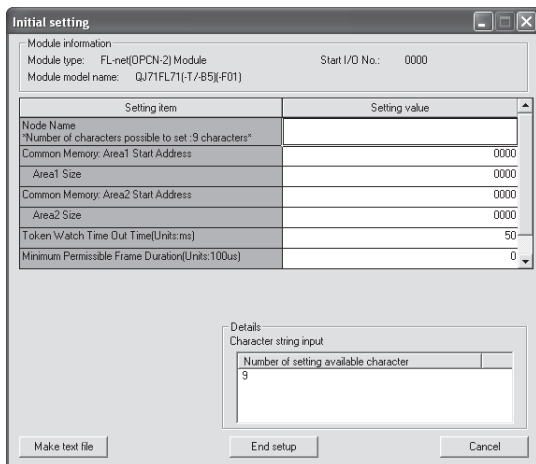 Initial setting
Module information
Module type: FL-net(OPCN-2) Module Start I/O No.: 0000
Module model name: QJ71FL71(-T/-B5)(-F01)
Setting item Setting value
Node Name
*Number of characters possible to set :9 characters*
Common Memory: Area1 Start Address 0000
Area1 Size 0000
Common Memory: Area2 Start Address 0000
Area2 Size 0000
Token Watch Time Out Time(Units:ms) 50
Minimum Permissible Frame Duration(Units:100us) 0
Details
Character string input
Number of setting available character
9
Make text file End setup Cancel